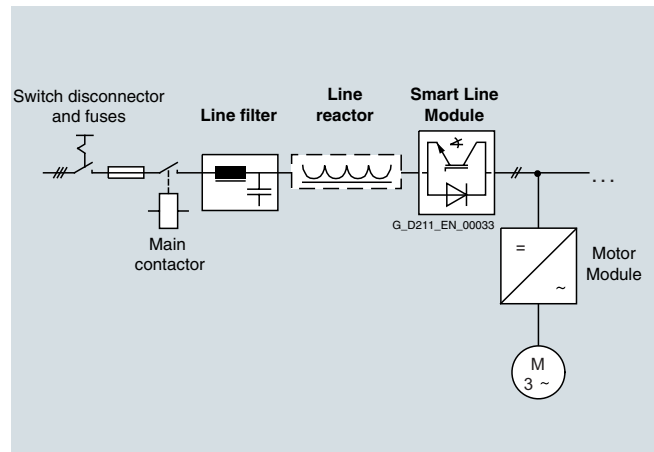 Switch disconnector
and fuses
Line filter
Line
reactor
Smart Line
Module
G_D211_EN_00033
Main
contactor
...
=
~
Motor
Module
M
3 ~